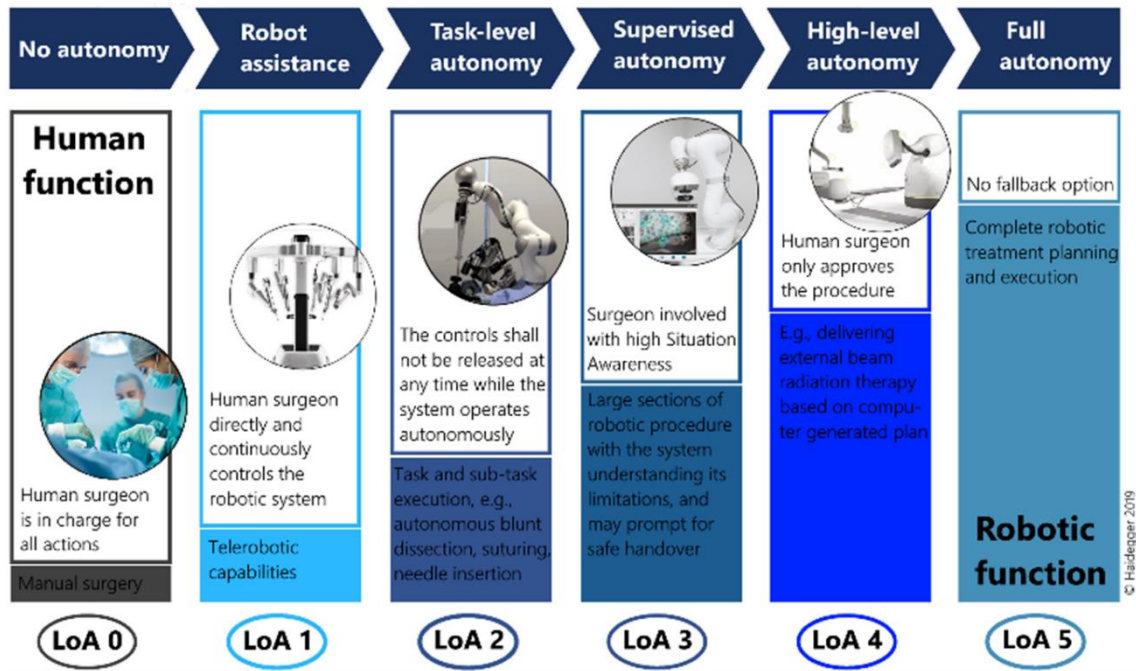 No autonomy
Robot
assistance
Task-level
autonomy
Supervised
autonomy
High-level
autonomy
Full
autonomy
Human
function
Human surgeon
is in charge for
all actions
Manual surgery
Human surgeon
directly and
continuously
controls the
robotic system
Telerobotic
capabilities
The controls shall
not be released at
any time while the
system operates
autonomously
Task and sub-task
execution, e.g.,
autonomous blunt
dissection, suturing,
needle insertion
Surgeon involved
with high Situation
Awareness
Large sections of
robotic procedure
with the system
understanding its
limitations, and
may prompt for
safe handover
Human surgeon
only approves
the procedure
E.g., delivering
external beam
radiation therapy
based on compu-
ter generated plan
No fallback option
Complete robotic
treatment planning
and execution
Robotic
function
© Haidegger 2019
LoA 0
LoA 1
LoA 2
LoA 3
LoA 4
LoA 5